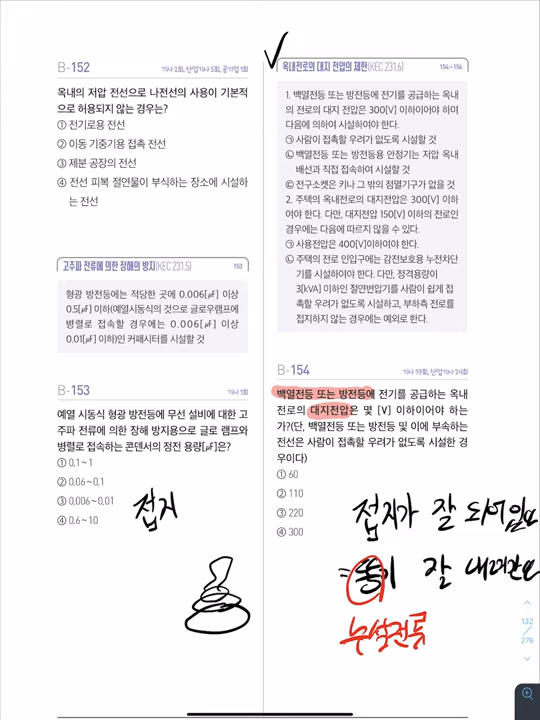 B-152
기사 2회, 산업기사 5회, 공기업 1회
옥내의 저압 전선으로 나전선의 사용이 기본적
으로 허용되지 않는 경우는?
① 전기로용 전선
② 이동 기중기용 접촉 전선
③ 제분 공장의 전선
④ 전선 피복 절연물이 부식하는 장소에 시설하
는 전선
고주파 전류에 의한 장해의 방지(KEC 231.5)
153
형광 방전등에는 적당한 곳에 0.006[㎌] 이상
0.5[㎌] 이하(예열시동식의 것으로 글로우램프에
병렬로 접속할 경우에는 0.006[㎌] 이상
0.01[㎌] 이하)인 커패시터를 시설할 것
B-153
기사 1회
예열 시동식 형광 방전등에 무선 설비에 대한 고
주파 전류에 의한 장해 방지용으로 글로 램프와
병렬로 접속하는 콘덴서의 정전 용량[㎌]은?
① 0.1~1
② 0.06~0.1
③ 0.006~0.01
④ 0.6~10
접지
옥내전로의 대지 전압의 제한(KEC 231.6)
154~156
1. 백열전등 또는 방전등에 전기를 공급하는 옥내
의 전로의 대지 전압은 300[V] 이하이어야 하며
다음에 의하여 시설하여야 한다.
㉠ 사람이 접촉할 우려가 없도록 시설할 것
㉡ 백열전등 또는 방전등용 안정기는 저압 옥내
배선과 직접 접속하여 시설할 것
㉢ 전구소켓은 키나 그 밖의 점멸기구가 없을 것
2. 주택의 옥내전로의 대지전압은 300[V] 이하
여야 한다. 다만, 대지전압 150[V] 이하의 전로인
경우에는 다음에 따르지 않을 수 있다.
㉠ 사용전압은 400[V]이하여야 한다.
㉡ 주택의 전로 인입구에는 감전보호용 누전차단
기를 시설하여야 한다. 다만, 정격용량이
3[kVA] 이하인 절연변압기를 사람이 쉽게 접
촉할 우려가 없도록 시설하고, 부하측 전로를
접지하지 않는 경우에는 예외로 한다.
B-154
기사 19회, 산업기사 24회
백열전등 또는 방전등에 전기를 공급하는 옥내
전로의 대지전압은 몇 [V] 이하이어야 하는
가?(단, 백열전등 또는 방전등 및 이에 부속하는
전선은 사람이 접촉할 우려가 없도록 시설한 경
우이다)
① 60
② 110
③ 220
④ 300
접지가 잘 되어있으
= 똥이 잘 내려간
누설전류
132
/
276